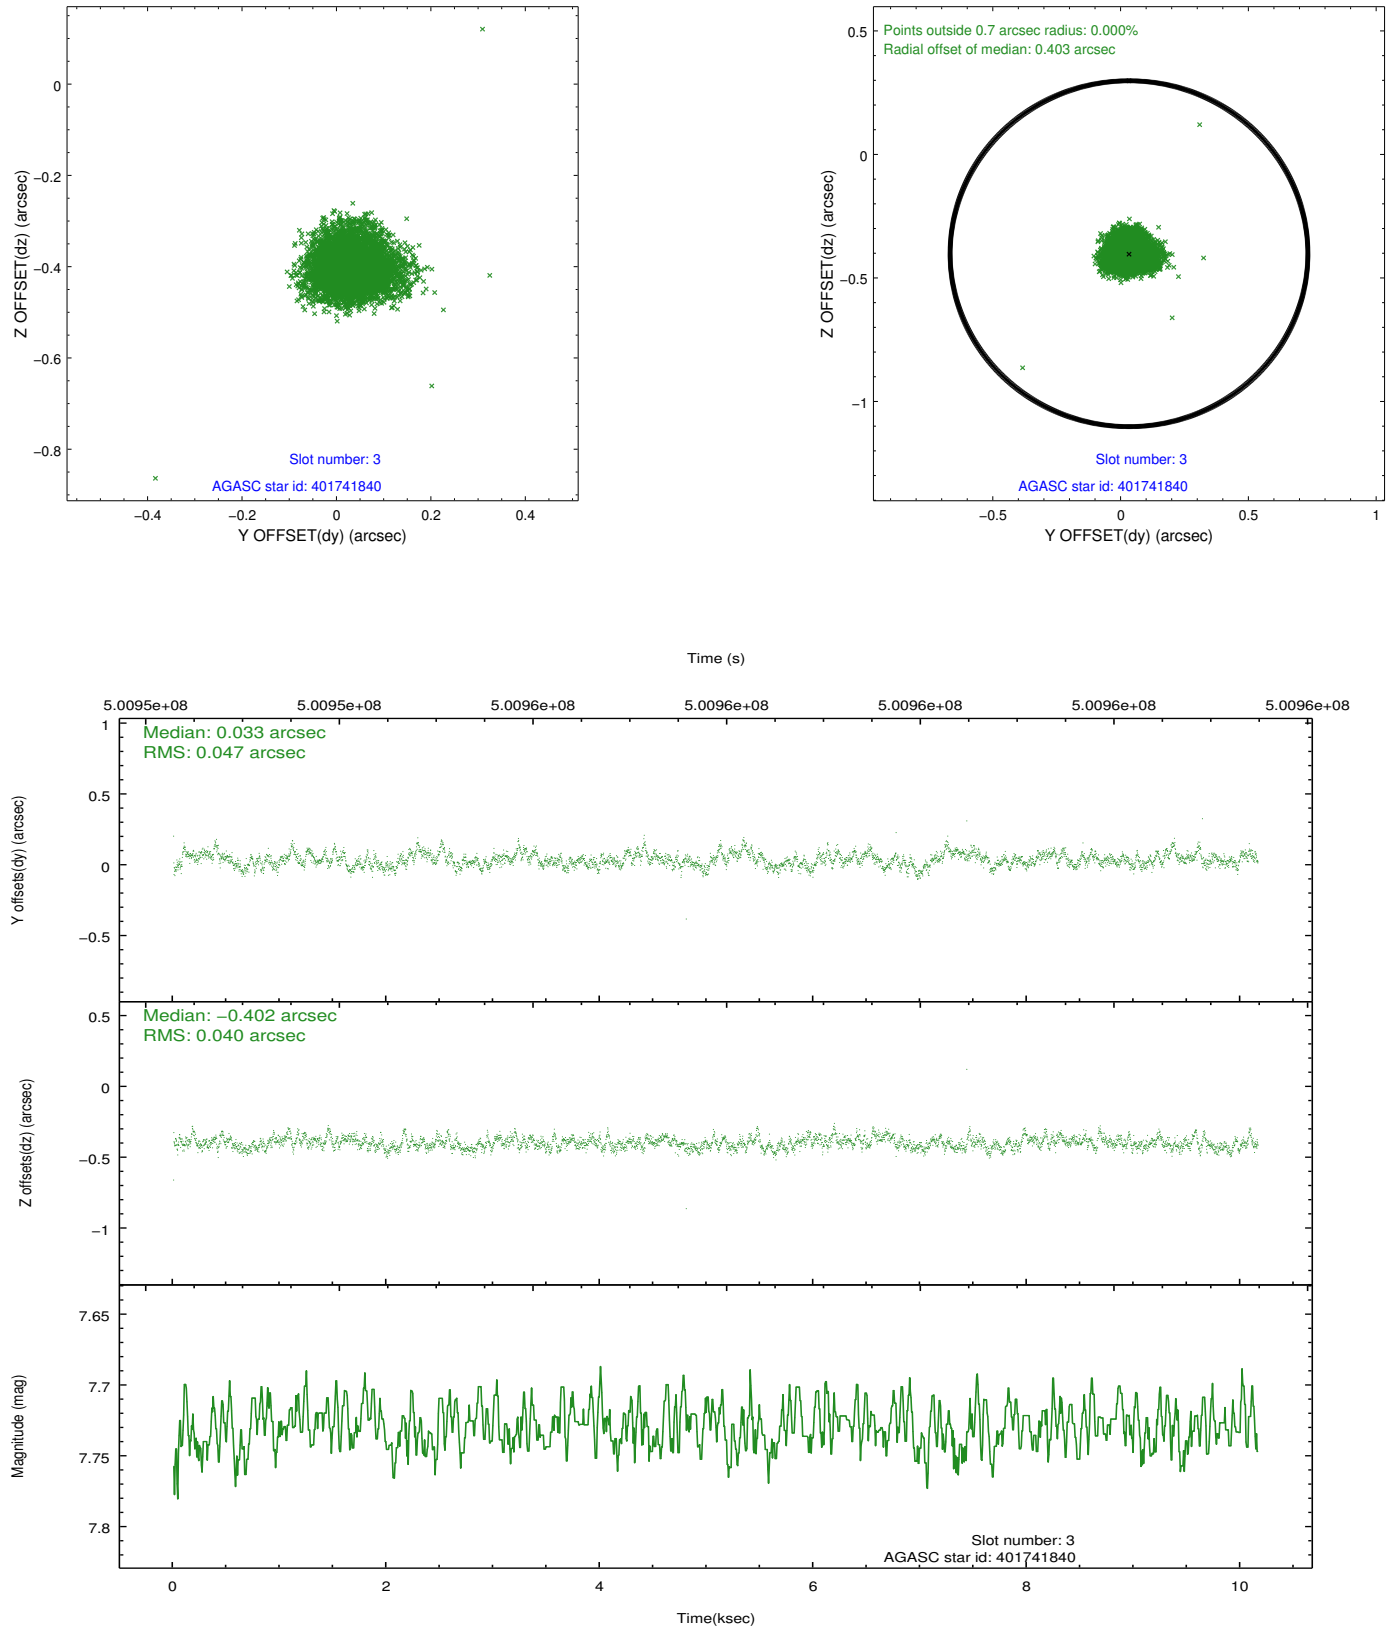 0
−0.2
−0.4
−0.6
−0.8
Z OFFSET(dz) (arcsec)
Slot number: 3
AGASC star id: 401741840
−0.4 −0.2 0 0.2 0.4
Y OFFSET(dy) (arcsec)
Points outside 0.7 arcsec radius: 0.000%
Radial offset of median: 0.403 arcsec
0.5
0
−0.5
−1
Z OFFSET(dz) (arcsec)
Slot number: 3
AGASC star id: 401741840
−0.5 0 0.5 1
Y OFFSET(dy) (arcsec)
Time (s)
5.0095e+08 5.0095e+08 5.0096e+08 5.0096e+08 5.0096e+08 5.0096e+08 5.0096e+08
Median: 0.033 arcsec
RMS: 0.047 arcsec
1
0.5
0
−0.5
Y offsets(dy) (arcsec)
Median: −0.402 arcsec
RMS: 0.040 arcsec
0.5
0
−0.5
−1
Z offsets(dz) (arcsec)
7.65
7.7
7.75
7.8
Magnitude (mag)
Slot number: 3
AGASC star id: 401741840
0 2 4 6 8 10
Time(ksec)